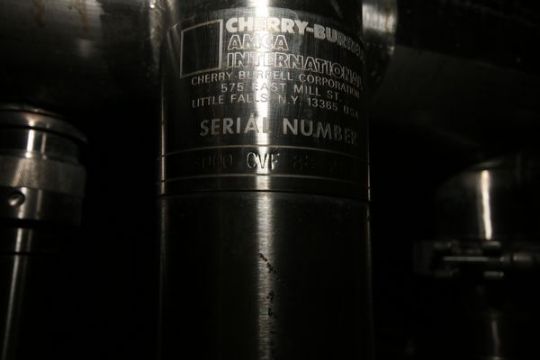 CHERRY-BURRELL
AMCA
INTERNATIONAL
CHERRY-BURRELL CORPORATION
575 EAST MILL ST.
LITTLE FALLS, N.Y. 13365 USA
SERIAL NUMBER